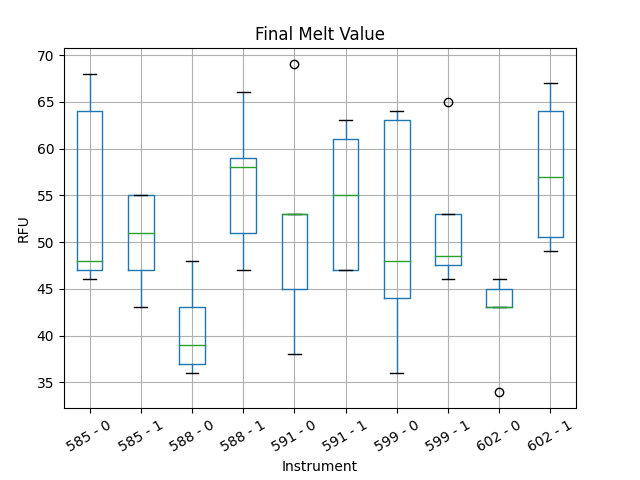 Final Melt Value
RFU
70
65
60
55
50
45
40
35
585 - 0
585 - 1
588 - 0
588 - 1
591 - 0
591 - 1
599 - 0
599 - 1
602 - 0
602 - 1
Instrument